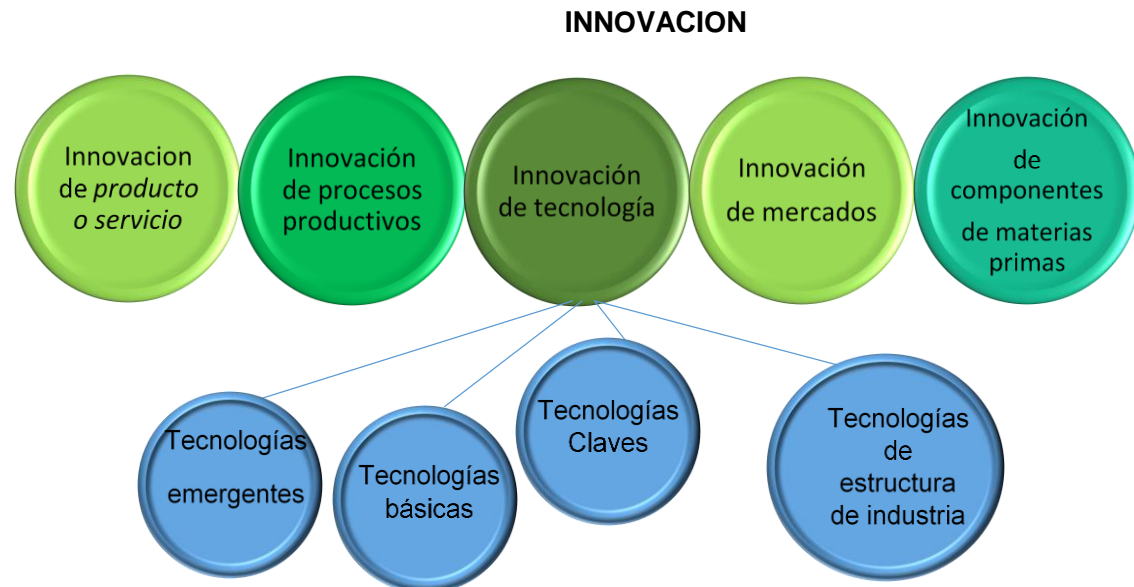 INNOVACION
Innovacion
de producto
o servicio
Innovación
de procesos
productivos
Innovación
de tecnología
Innovación
de mercados
Innovación
de
componentes
de materias
primas
Tecnologías
emergentes
Tecnologías
básicas
Tecnologías
Claves
Tecnologías
de
estructura
de industria